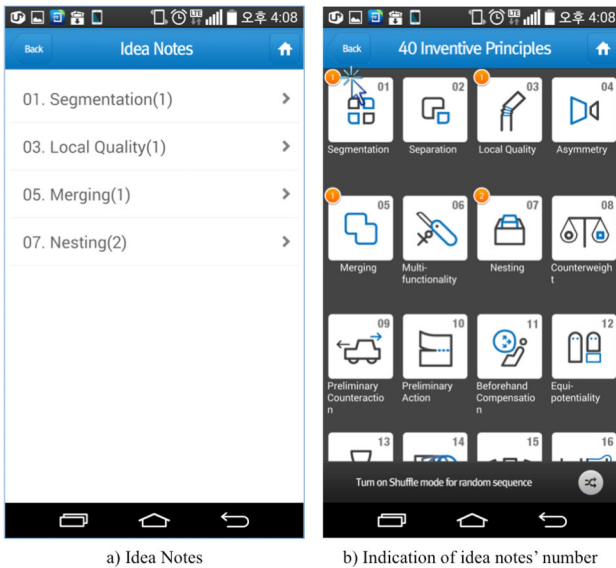 오후 4:08
Back
Idea Notes
01. Segmentation(1)
03. Local Quality(1)
05. Merging(1)
07. Nesting(2)
a) Idea Notes
오후 4:08
Back
40 Inventive Principles
1
01
02
1
03
04
Segmentation
Separation
Local Quality
Asymmetry
1
05
06
2
07
08
Merging
Multi-
functionality
Nesting
Counterweigh
t
09
10
11
12
Preliminary
Counteractio
n
Preliminary
Action
Beforehand
Compensatio
n
Equi-
potentiality
13
14
15
16
Turn on Shuffle mode for random sequence
b) Indication of idea notes' number